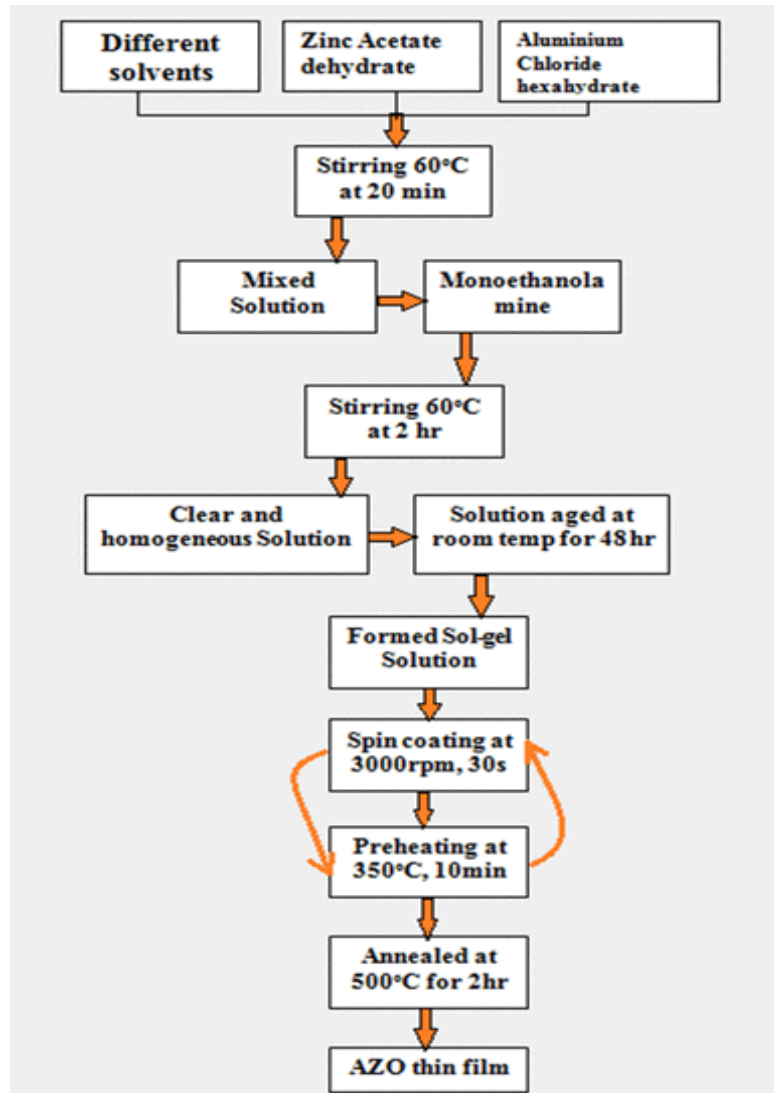 Different
solvents
Zinc Acetate
dehydrate
Aluminium
Chloride
hexahydrate
Stirring 60°C
at 20 min
Mixed
Solution
Monoethanola
mine
Stirring 60°C
at 2 hr
Clear and
homogeneous Solution
Solution aged at
room temp for 48hr
Formed Sol-gel
Solution
Spin coating at
3000rpm, 30s
Preheating at
350°C, 10min
Annealed at
500°C for 2hr
AZO thin film